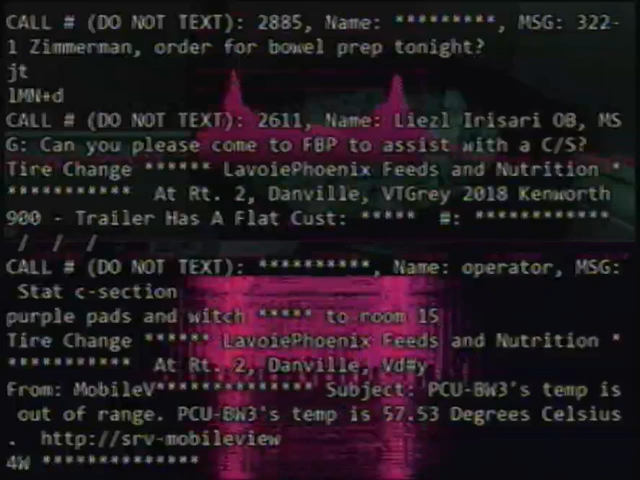 CALL # (DO NOT TEXT): 2885, Name: *********, MSG: 322-
1 Zimmerman, order for bowel prep tonight?
jt
lMN+d
CALL # (DO NOT TEXT): 2611, Name: Liezl Irisari OB, MS
G: Can you please come to FBP to assist with a C/S?
Tire Change ****** LavoiePhoenix Feeds and Nutrition *
***********  At Rt. 2, Danville, VTGrey 2018 Kenworth
900 - Trailer Has A Flat Cust: *****  #: ************
/  /  /
CALL # (DO NOT TEXT): **********, Name: operator, MSG:
Stat c-section
purple pads and witch ***** to room 15
Tire Change ****** LavoiePhoenix Feeds and Nutrition *
***********  At Rt. 2, Danville, Vd#y
From: MobileV************** Subject: PCU-BW3's temp is
out of range. PCU-BW3's temp is 57.53 Degrees Celsius
.  http://srv-mobileview
4W **************